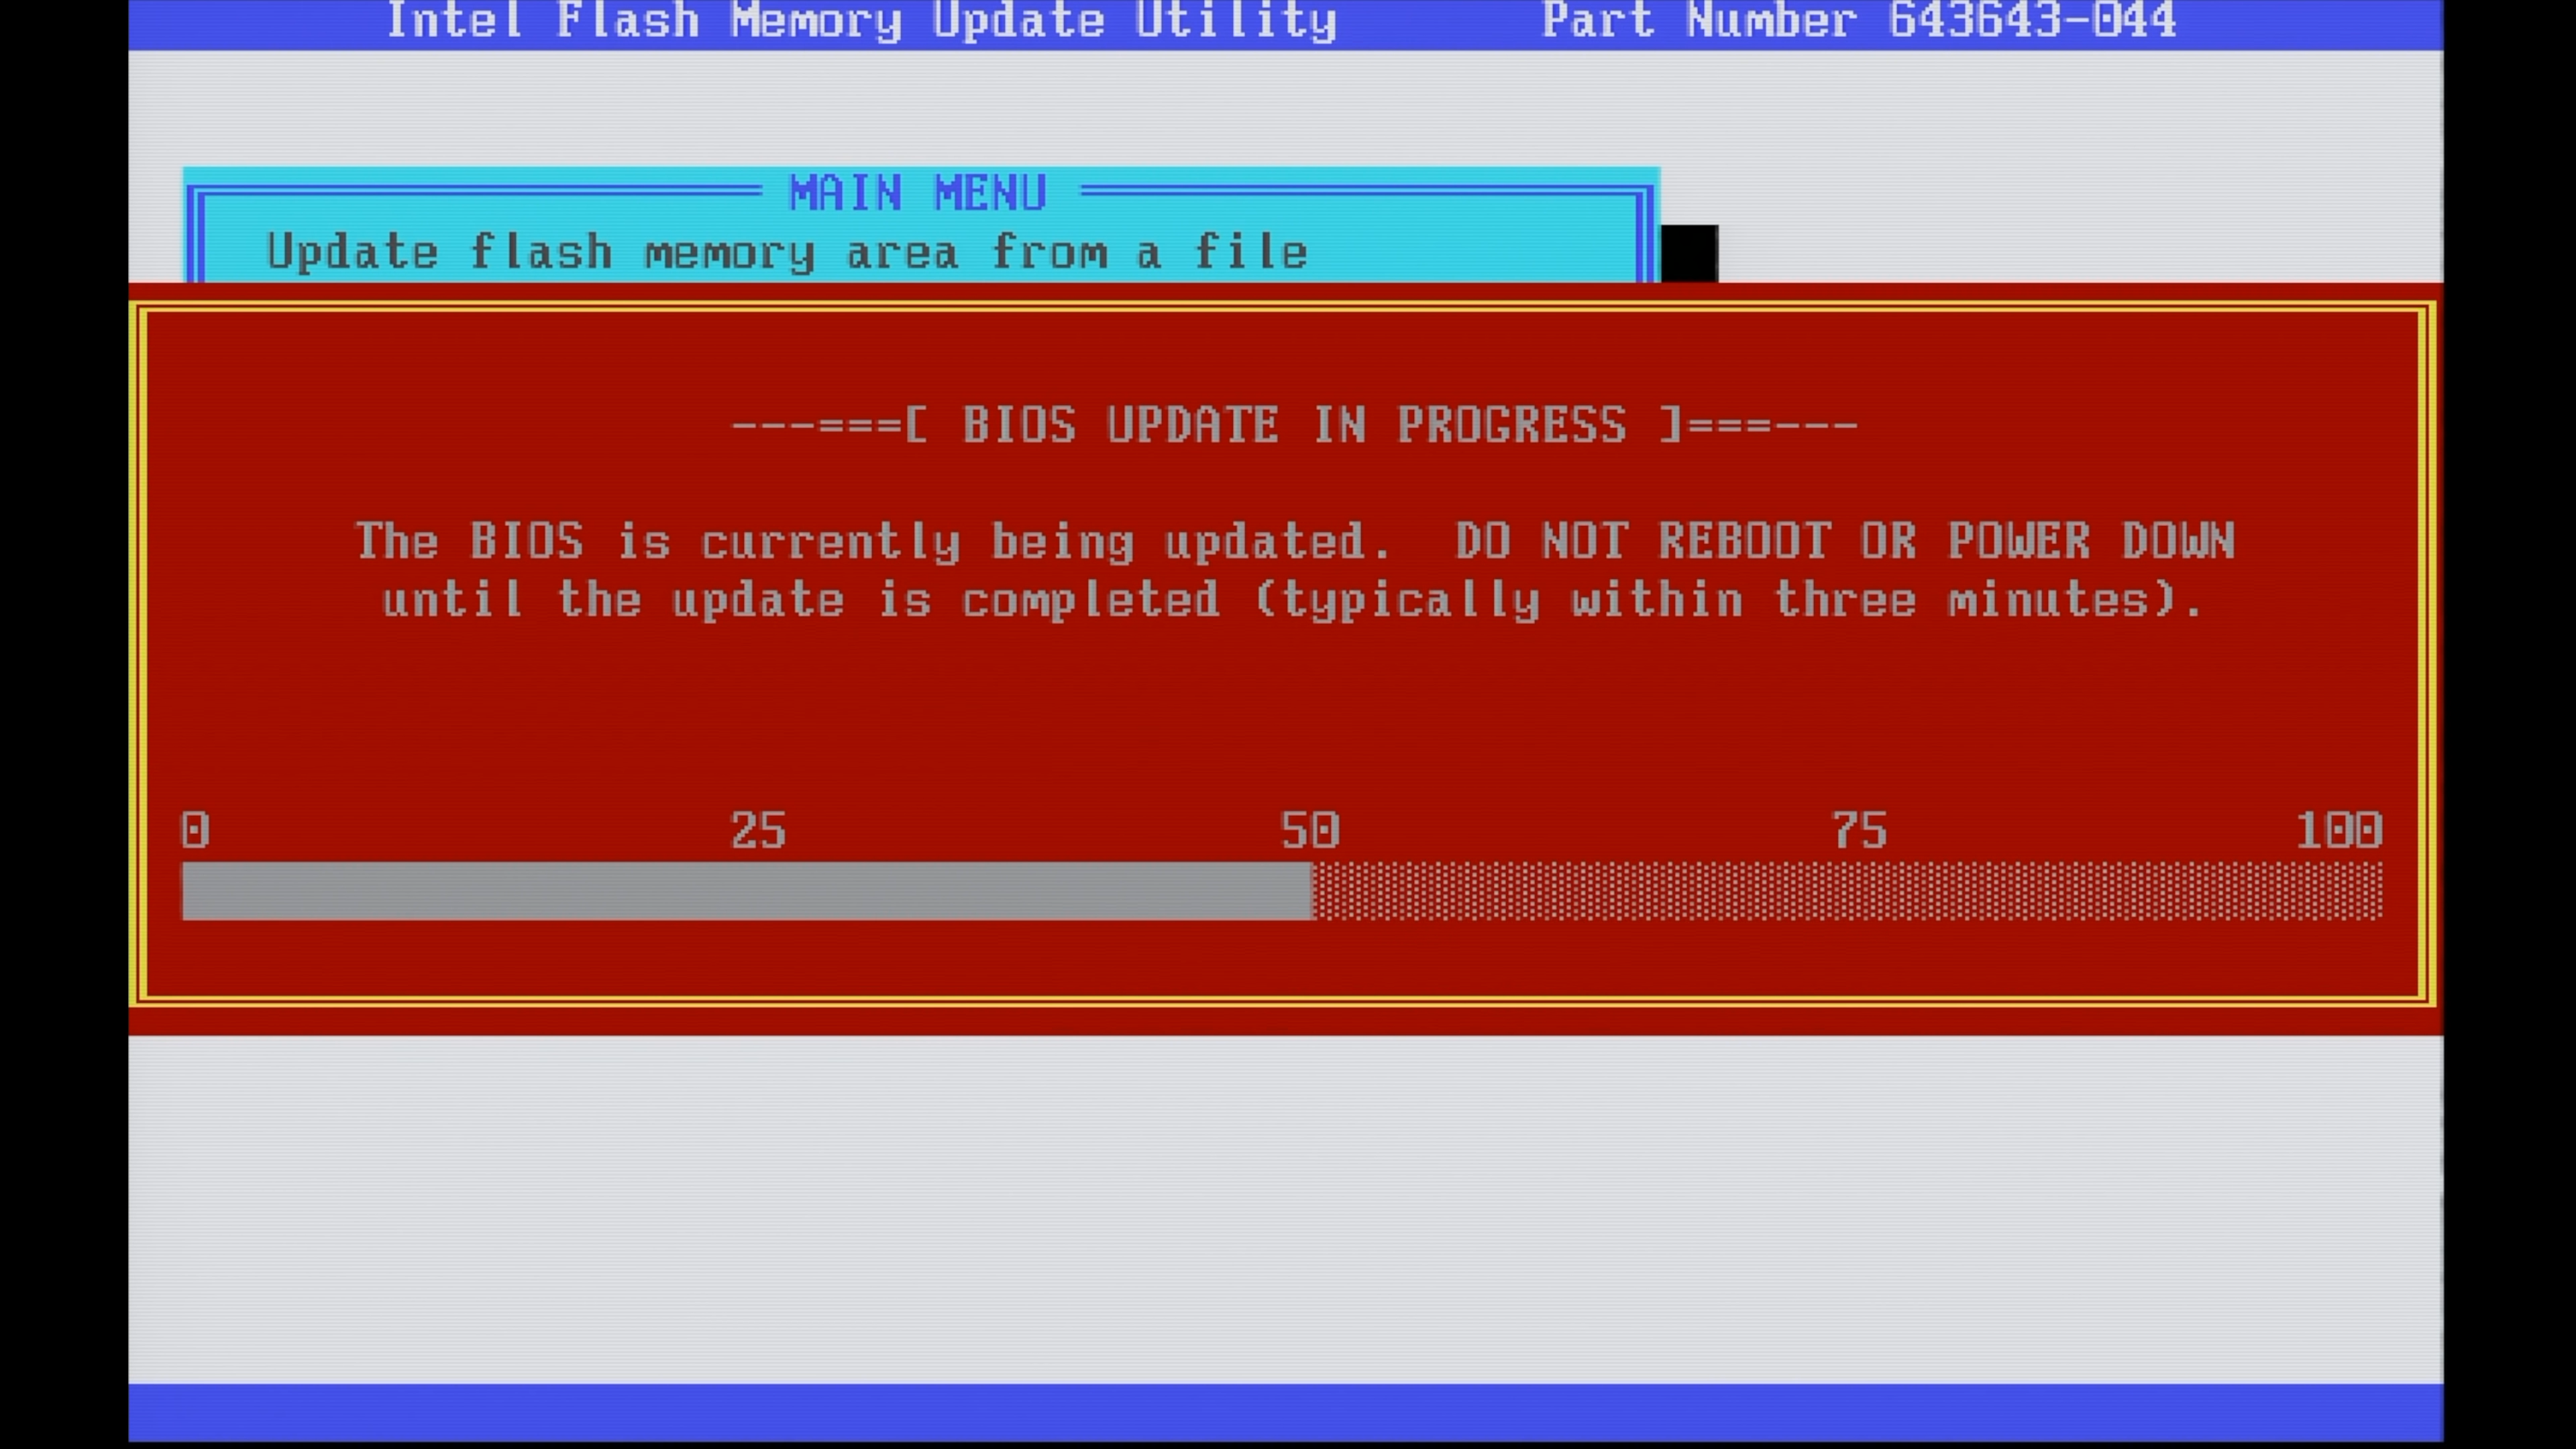 Intel Flash Memory Update Utility Part Number 643643-044
MAIN MENU
Update flash memory area from a file
---===[ BIOS UPDATE IN PROGRESS ]===---
The BIOS is currently being updated. DO NOT REBOOT OR POWER DOWN
until the update is completed (typically within three minutes).
0 25 50 75 100